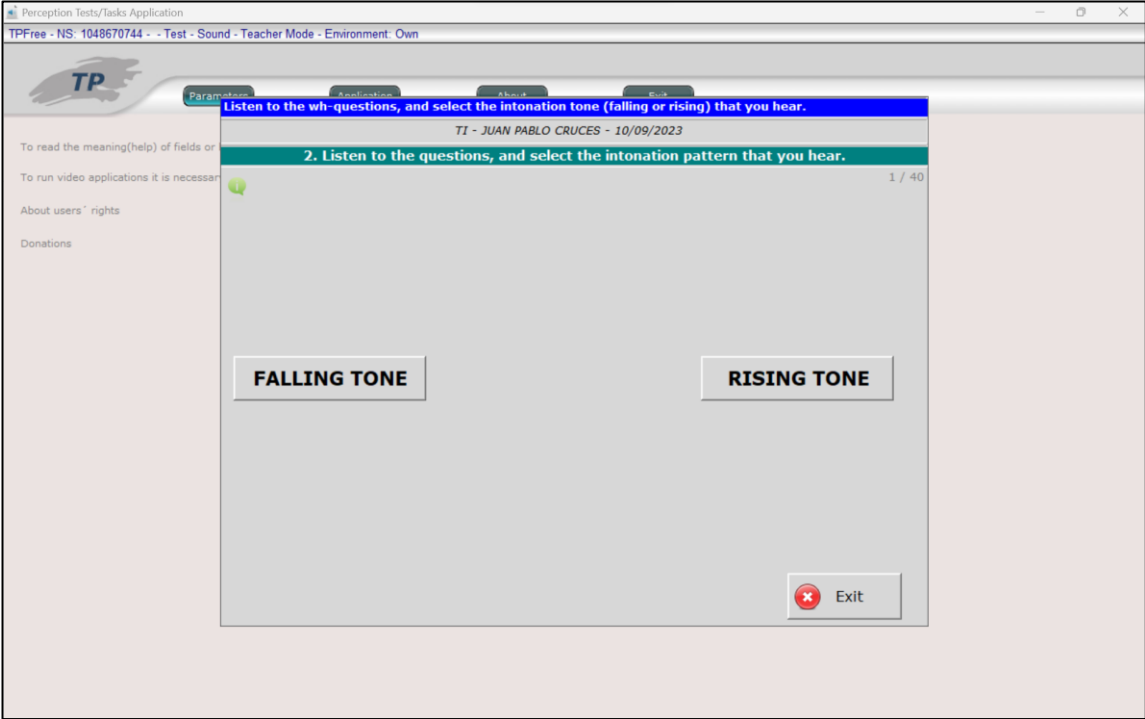 Perception Tests/Tasks Application
TPFree - NS: 1048670744 - - Test - Sound - Teacher Mode - Environment: Own
TP
Parameters Application About Exit
Listen to the wh-questions, and select the intonation tone (falling or rising) that you hear.
TI - JUAN PABLO CRUCES - 10/09/2023
To read the meaning(help) of fields or
2. Listen to the questions, and select the intonation pattern that you hear.
To run video applications it is necessar
1 / 40
About users´ rights
Donations
FALLING TONE
RISING TONE
Exit